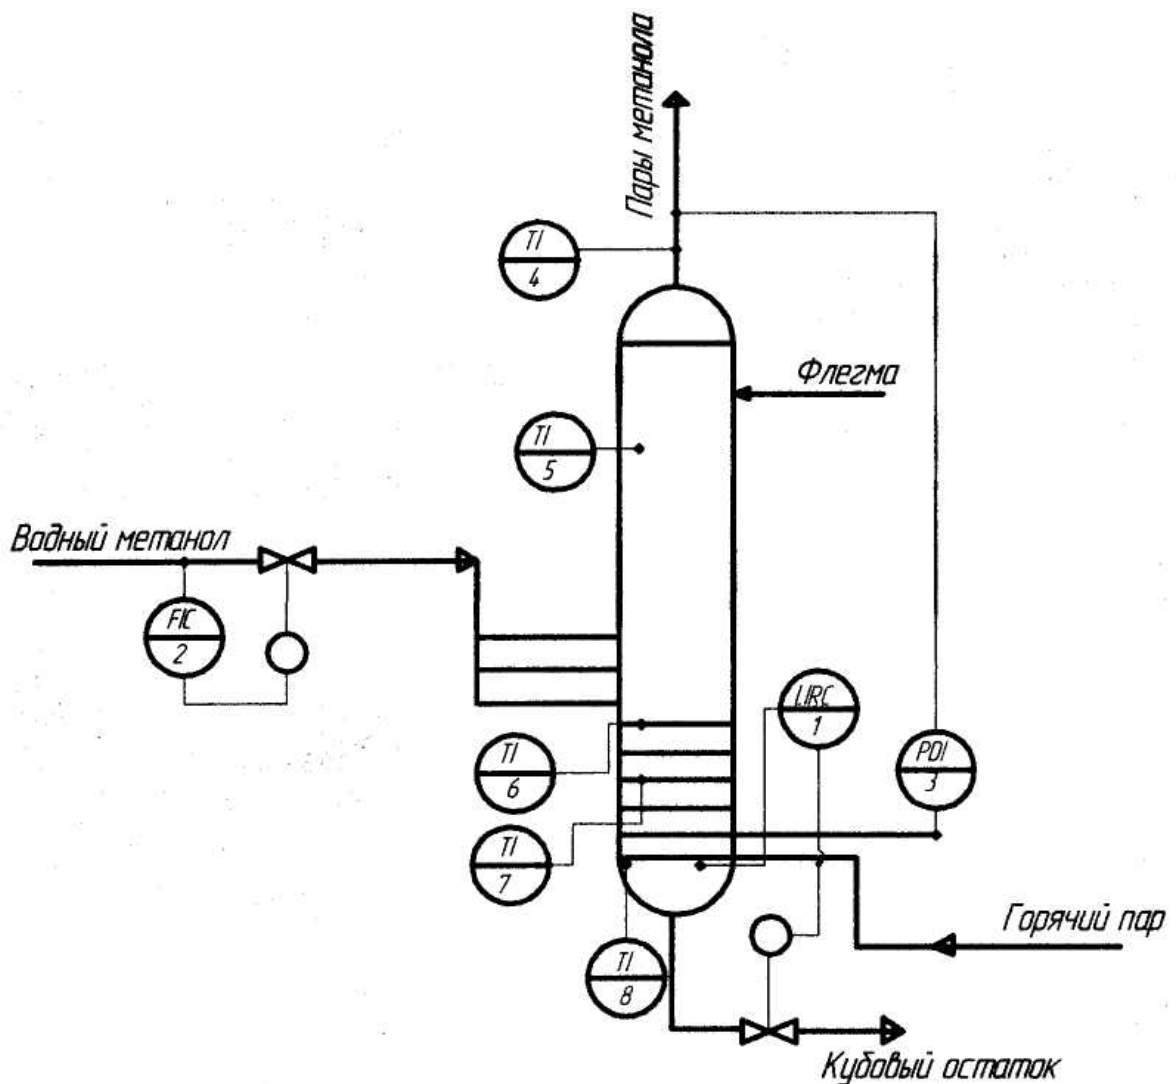 Пары метанола
TI
4
Флегма
TI
5
Водный метанол
FIC
2
LIRC
1
TI
6
PDI
3
TI
7
Горячий пар
TI
8
Кубовый остаток